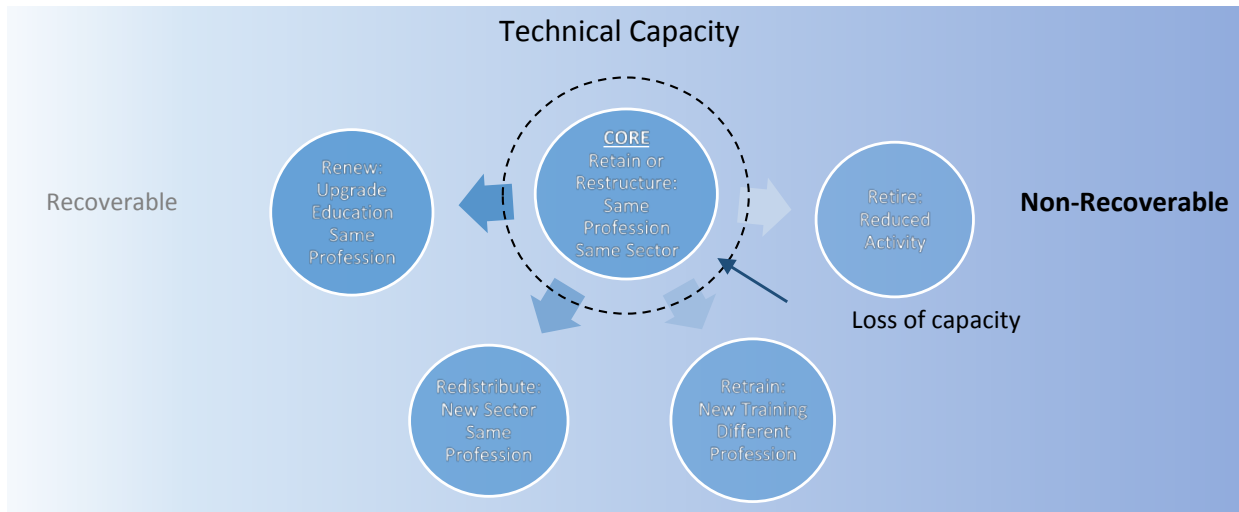 Technical Capacity
CORE
Retain or
Restructure:
Same
Profession
Same Sector
Renew:
Upgrade
Education
Same
Profession
Recoverable
Retire:
Reduced
Activity
Non-Recoverable
Loss of capacity
Redistribute:
New Sector
Same
Profession
Retrain:
New Training
Different
Profession